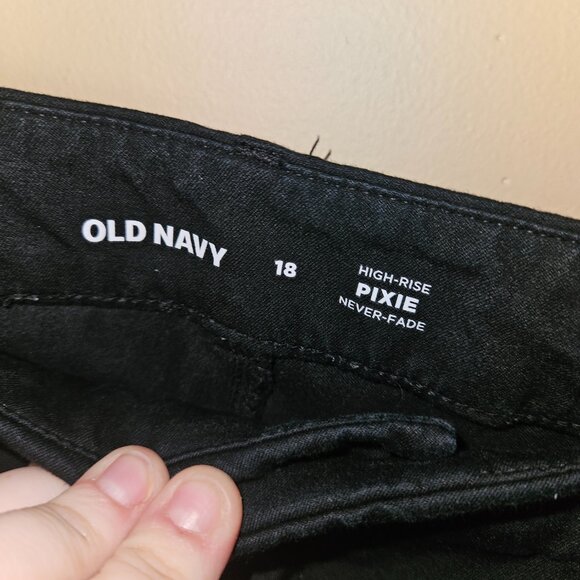 OLD NAVY
18
HIGH-RISE
PIXIE
NEVER-FADE